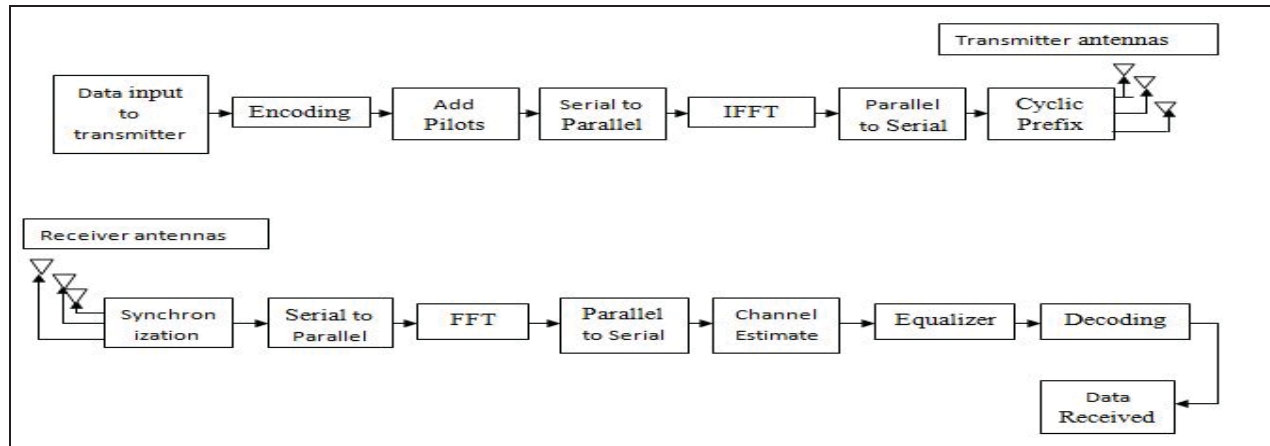 Transmitter antennas
Data input
to
transmitter
Encoding
Add
Pilots
Serial to
Parallel
IFFT
Parallel
to Serial
Cyclic
Prefix
Receiver antennas
Synchron
ization
Serial to
Parallel
FFT
Parallel
to Serial
Channel
Estimate
Equalizer
Decoding
Data
Received